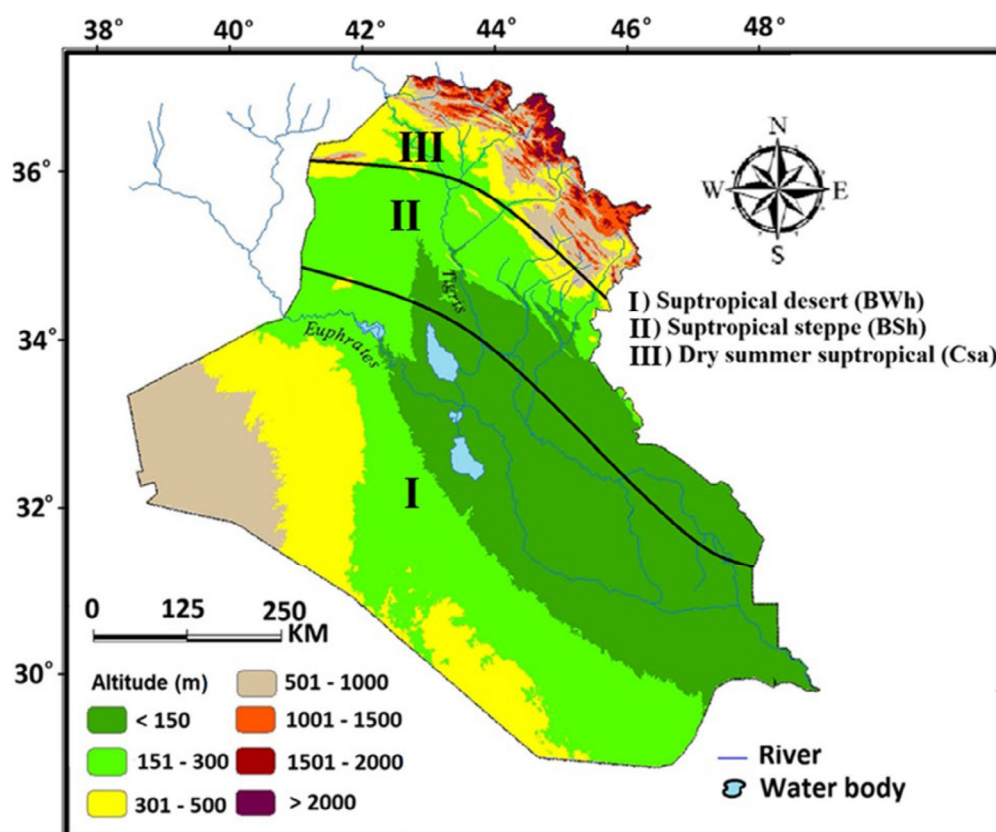 38° 40° 42° 44° 46° 48°
36°
34°
32°
30°
N
W E
S
III
II
I
Tigris
Euphrates
I) Suptropical desert (BWh)
II) Suptropical steppe (BSh)
III) Dry summer suptropical (Csa)
0 125 250
KM
Altitude (m)
< 150
151 - 300
301 - 500
501 - 1000
1001 - 1500
1501 - 2000
> 2000
River
Water body